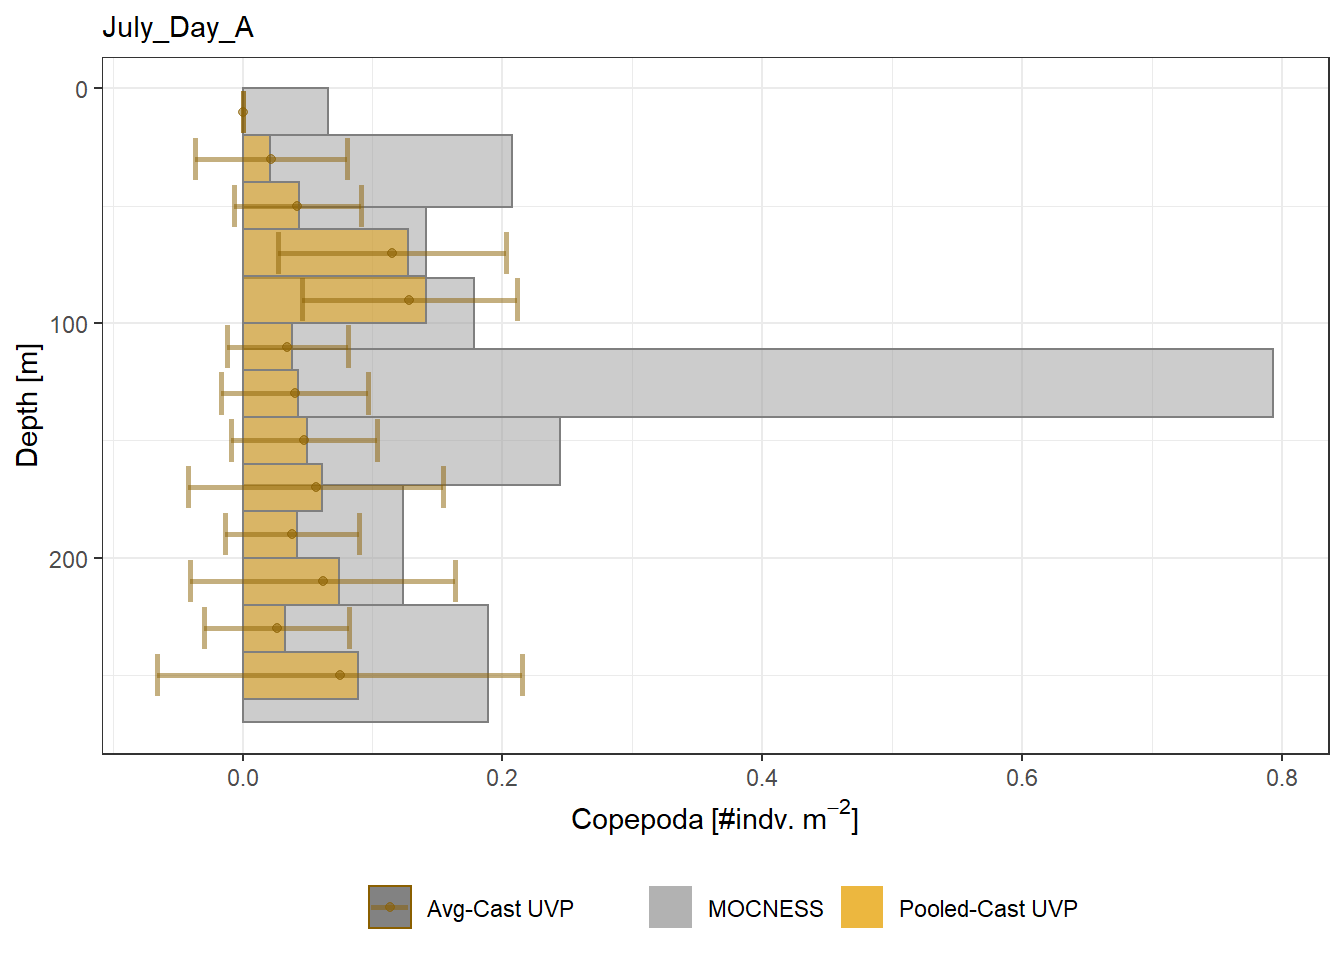 July_Day_A
0
100
200
Depth [m]
0.0 0.2 0.4 0.6 0.8
Copepoda [#indv. m⁻²]
Avg-Cast UVP MOCNESS Pooled-Cast UVP